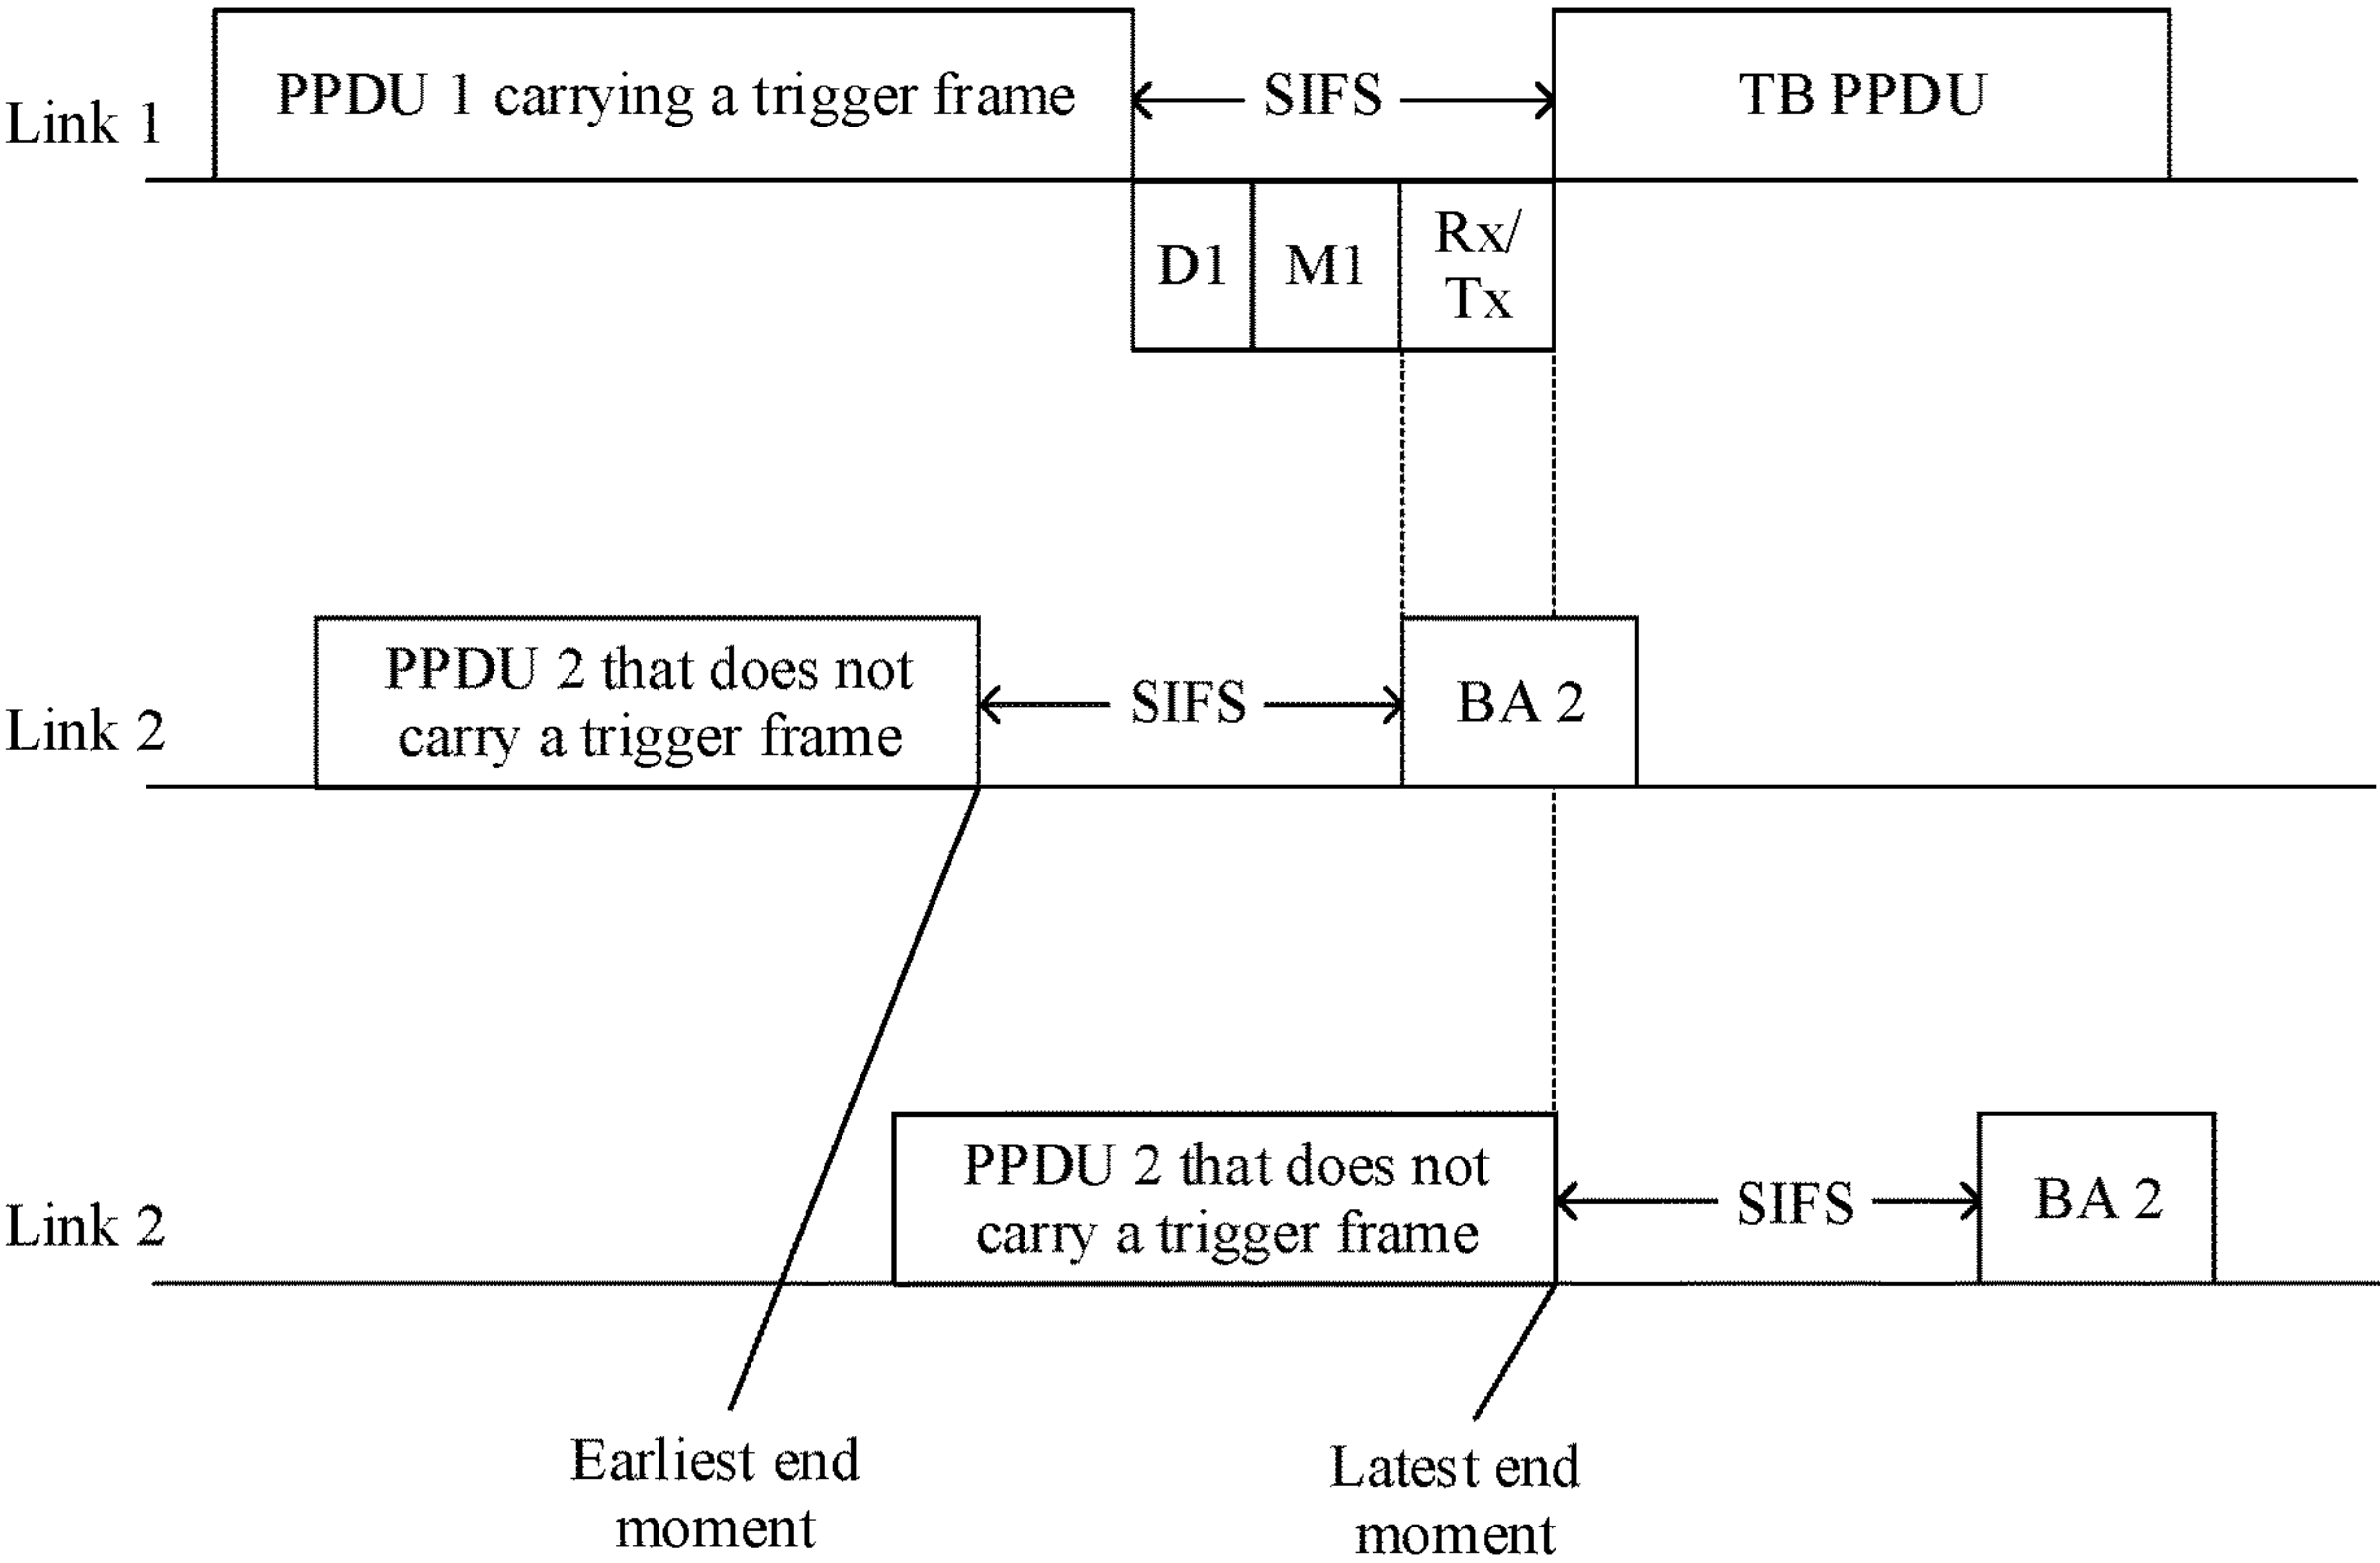 Link 1
PPDU 1 carrying a trigger frame
SIFS
TB PPDU
D1
M1
Rx/
Tx
Link 2
PPDU 2 that does not
carry a trigger frame
SIFS
BA 2
Link 2
PPDU 2 that does not
carry a trigger frame
SIFS
BA 2
Earliest end
moment
Latest end
moment